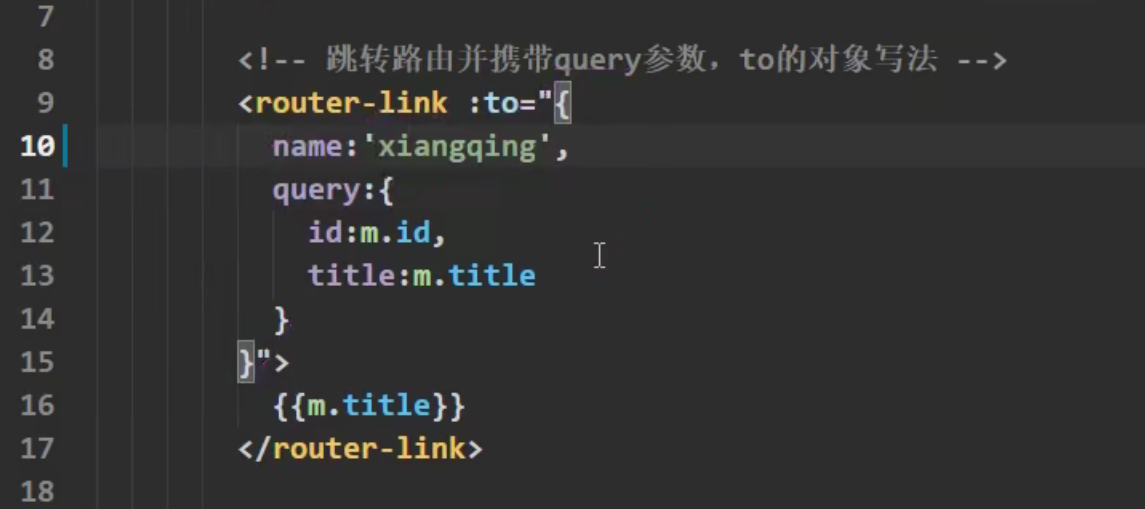 7
8 <!-- 跳转路由并携带query参数，to的对象写法 -->
9 <router-link :to="{
10 name:'xiangqing',
11 query:{
12 id:m.id,
13 title:m.title
14 }
15 }">
16 {{m.title}}
17 </router-link>
18